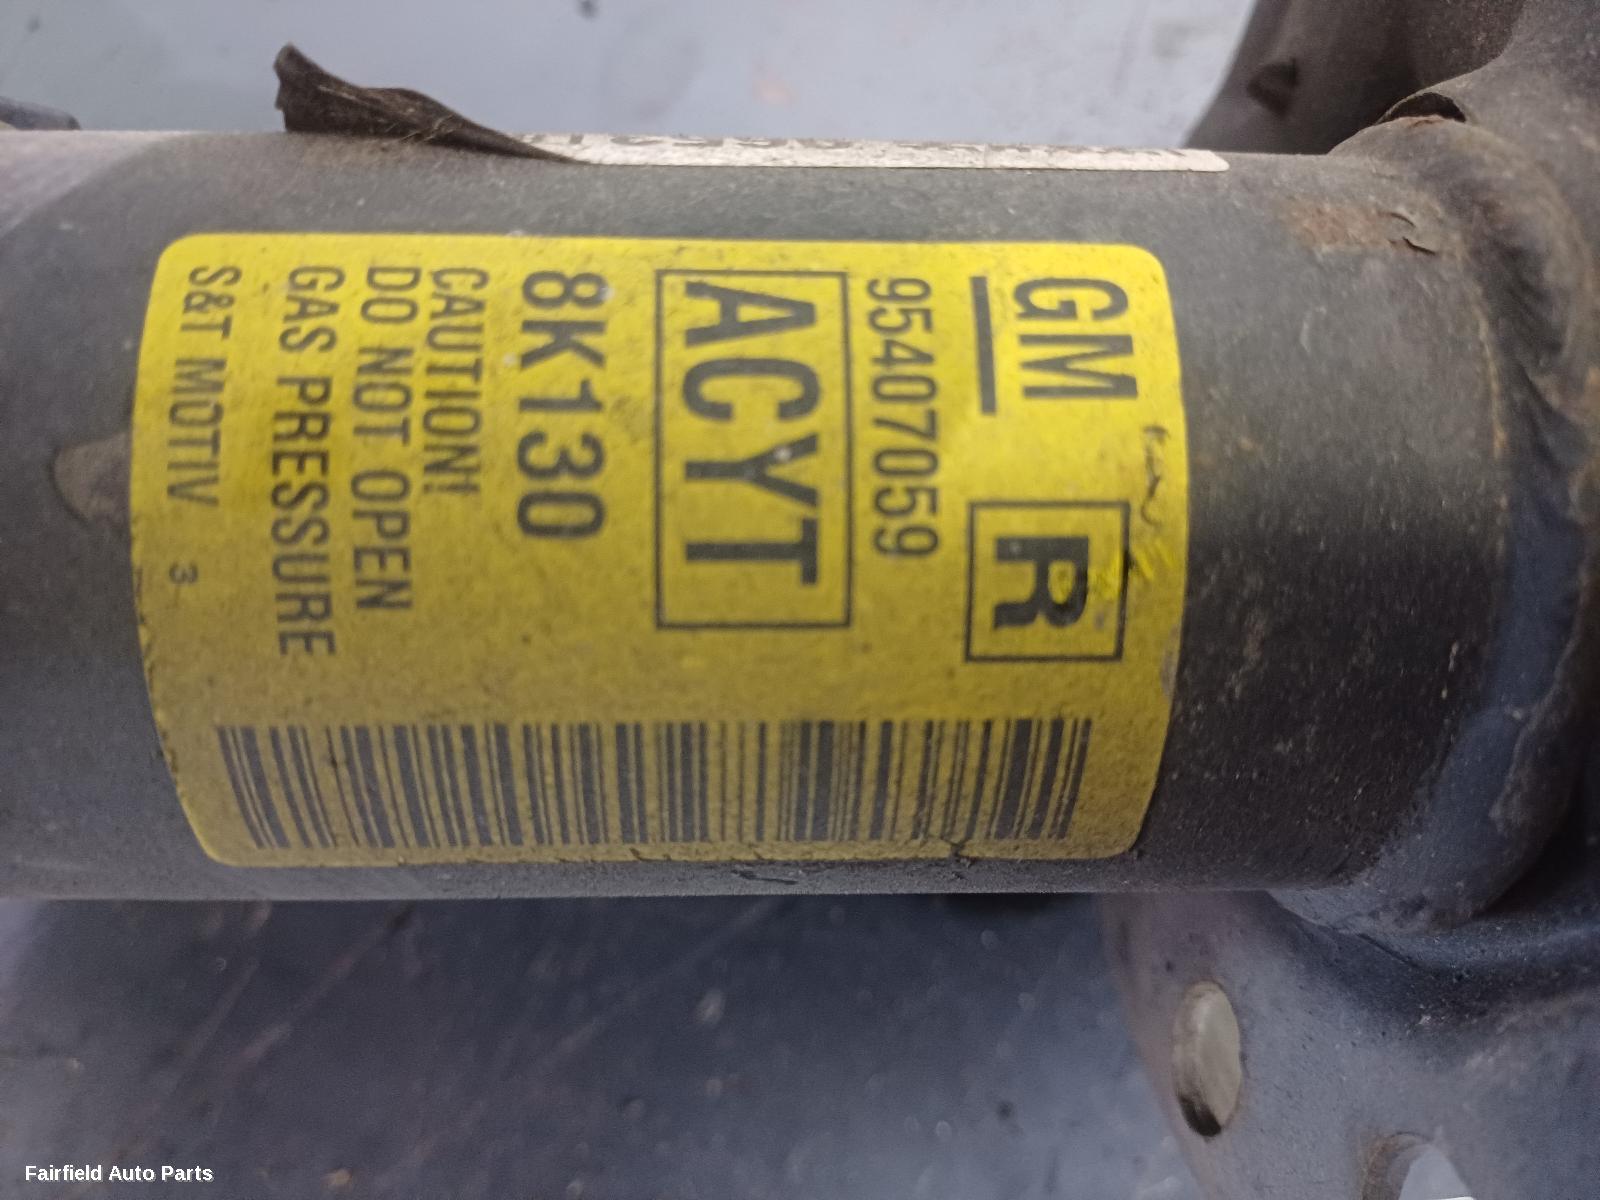 GM R
95407059
ACYT
8K130
CAUTION!
DO NOT OPEN
GAS PRESSURE
S&T MOTIV 3
Fairfield Auto Parts